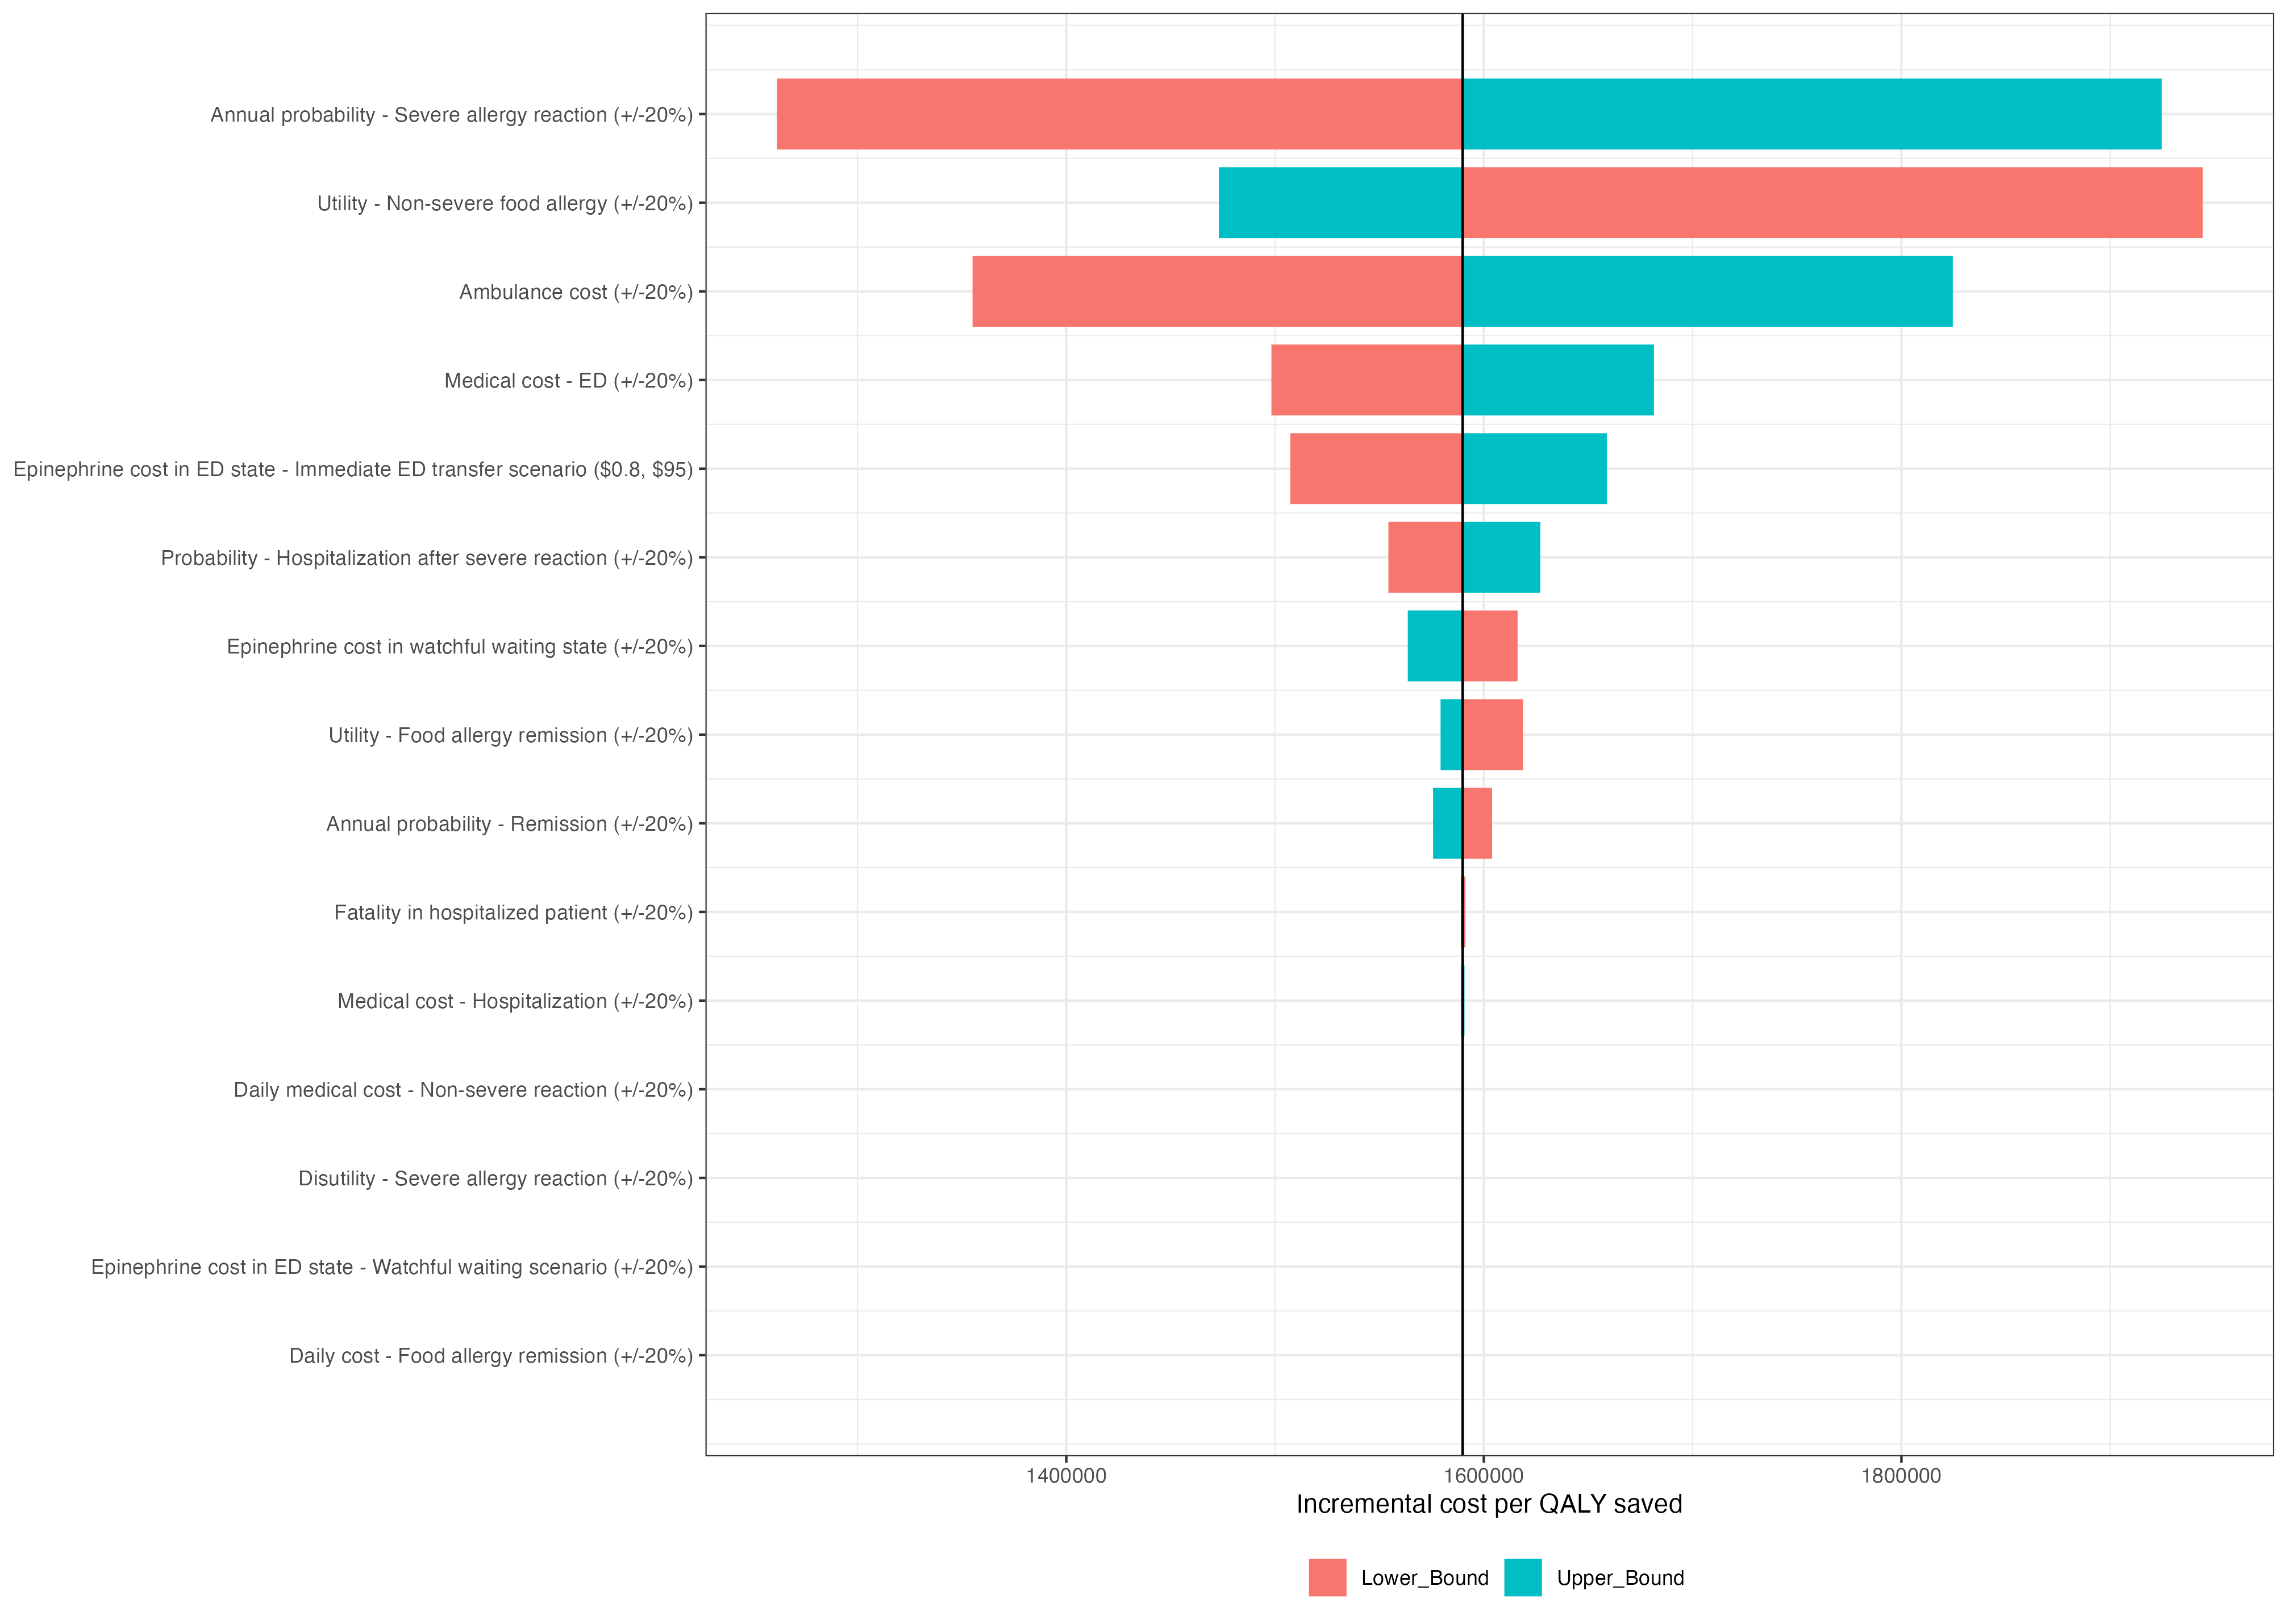 Annual probability - Severe allergy reaction (+/-20%)
Utility - Non-severe food allergy (+/-20%)
Ambulance cost (+/-20%)
Medical cost - ED (+/-20%)
Epinephrine cost in ED state - Immediate ED transfer scenario ($0.8, $95)
Probability - Hospitalization after severe reaction (+/-20%)
Epinephrine cost in watchful waiting state (+/-20%)
Utility - Food allergy remission (+/-20%)
Annual probability - Remission (+/-20%)
Fatality in hospitalized patient (+/-20%)
Medical cost - Hospitalization (+/-20%)
Daily medical cost - Non-severe reaction (+/-20%)
Disutility - Severe allergy reaction (+/-20%)
Epinephrine cost in ED state - Watchful waiting scenario (+/-20%)
Daily cost - Food allergy remission (+/-20%)
1400000 1600000 1800000
Incremental cost per QALY saved
Lower_Bound Upper_Bound